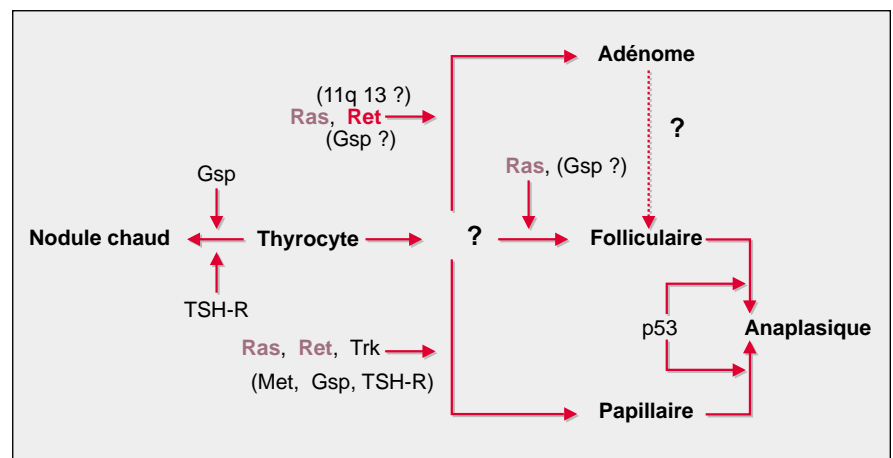 Adénome
(11q 13 ?)
Ras, Ret
(Gsp ?)
?
Ras, (Gsp ?)
Gsp
Nodule chaud
Thyrocyte
?
Folliculaire
TSH-R
p53
Anaplasique
Ras, Ret, Trk
(Met, Gsp, TSH-R)
Papillaire